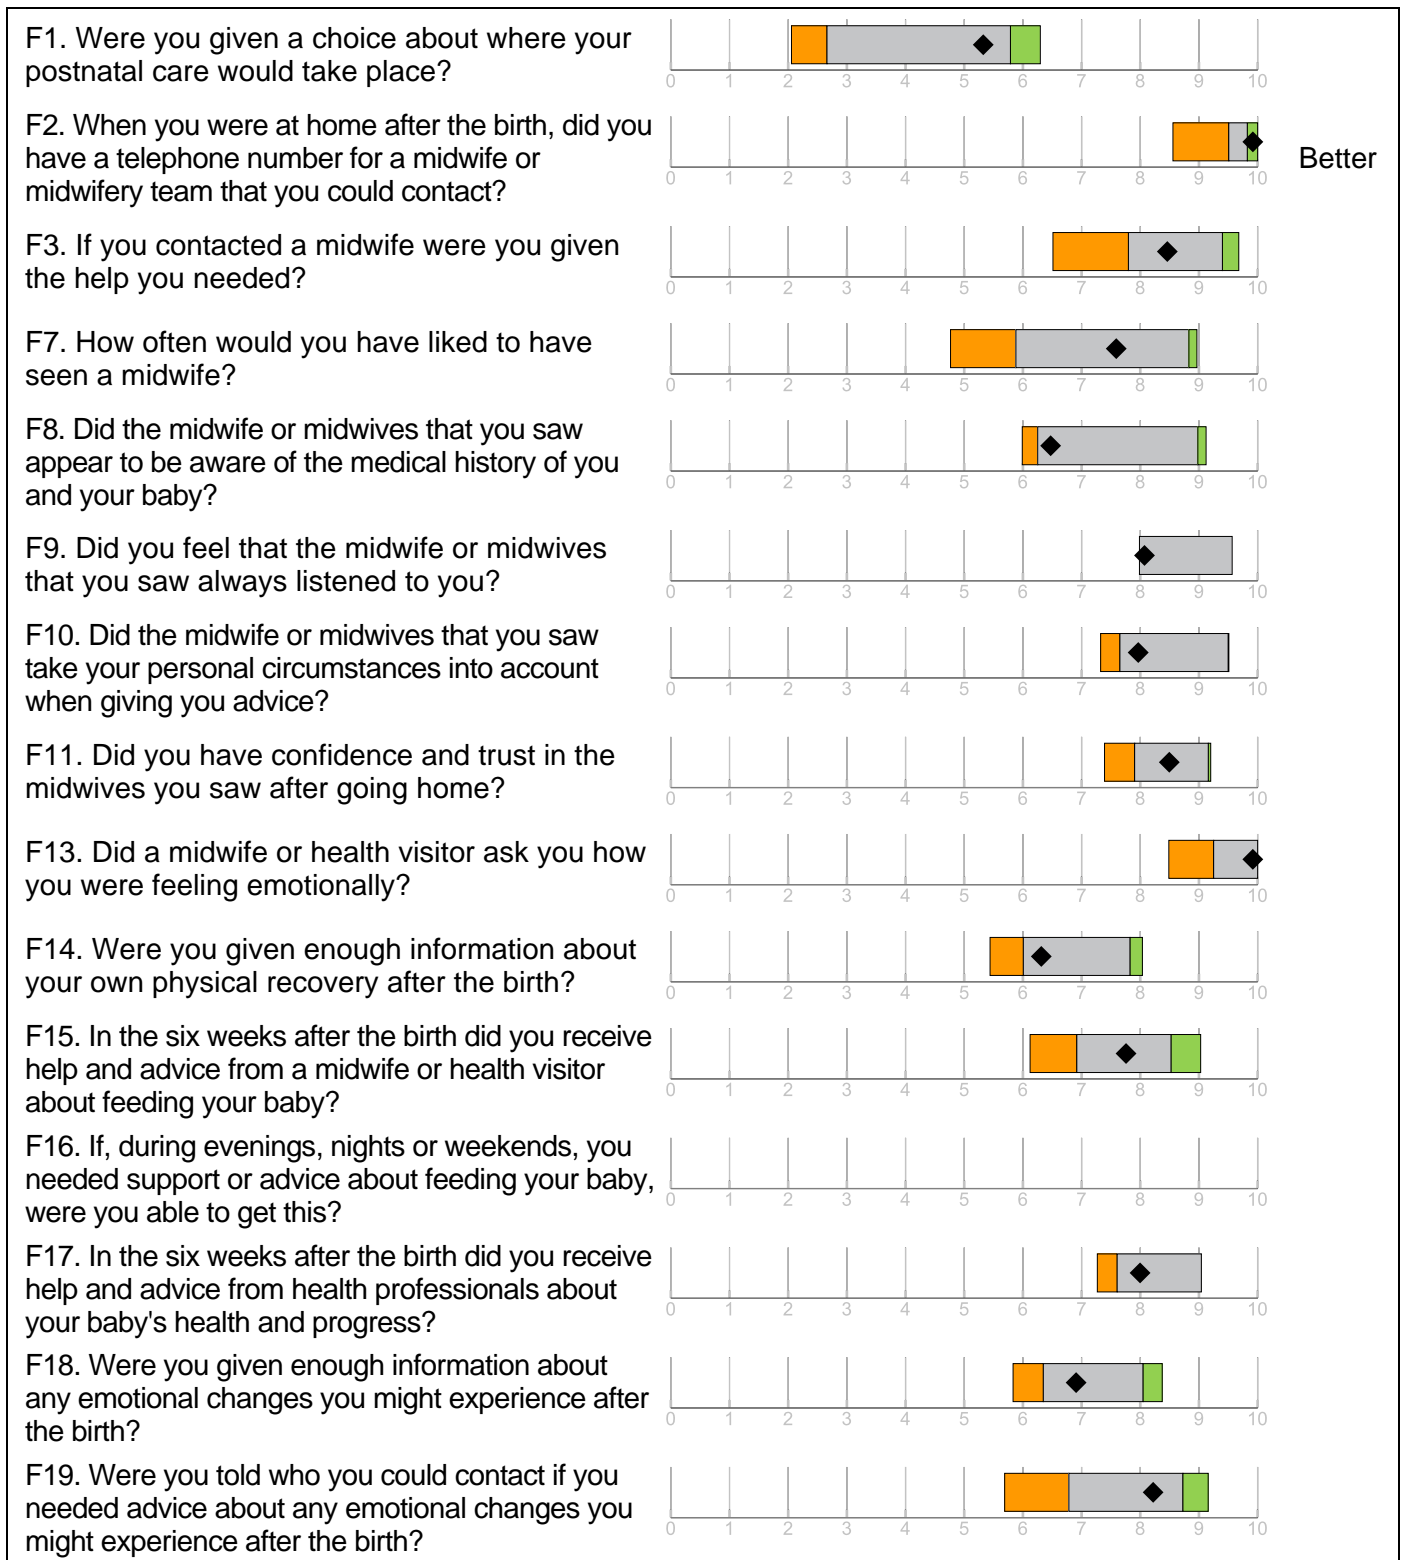 F1. Were you given a choice about where your
postnatal care would take place?
0 1 2 3 4 5 6 7 8 9 10
F2. When you were at home after the birth, did you
have a telephone number for a midwife or
midwifery team that you could contact?
0 1 2 3 4 5 6 7 8 9 10
Better
F3. If you contacted a midwife were you given
the help you needed?
0 1 2 3 4 5 6 7 8 9 10
F7. How often would you have liked to have
seen a midwife?
0 1 2 3 4 5 6 7 8 9 10
F8. Did the midwife or midwives that you saw
appear to be aware of the medical history of you
and your baby?
0 1 2 3 4 5 6 7 8 9 10
F9. Did you feel that the midwife or midwives
that you saw always listened to you?
0 1 2 3 4 5 6 7 8 9 10
F10. Did the midwife or midwives that you saw
take your personal circumstances into account
when giving you advice?
0 1 2 3 4 5 6 7 8 9 10
F11. Did you have confidence and trust in the
midwives you saw after going home?
0 1 2 3 4 5 6 7 8 9 10
F13. Did a midwife or health visitor ask you how
you were feeling emotionally?
0 1 2 3 4 5 6 7 8 9 10
F14. Were you given enough information about
your own physical recovery after the birth?
0 1 2 3 4 5 6 7 8 9 10
F15. In the six weeks after the birth did you receive
help and advice from a midwife or health visitor
about feeding your baby?
0 1 2 3 4 5 6 7 8 9 10
F16. If, during evenings, nights or weekends, you
needed support or advice about feeding your baby,
were you able to get this?
0 1 2 3 4 5 6 7 8 9 10
F17. In the six weeks after the birth did you receive
help and advice from health professionals about
your baby's health and progress?
0 1 2 3 4 5 6 7 8 9 10
F18. Were you given enough information about
any emotional changes you might experience after
the birth?
0 1 2 3 4 5 6 7 8 9 10
F19. Were you told who you could contact if you
needed advice about any emotional changes you
might experience after the birth?
0 1 2 3 4 5 6 7 8 9 10